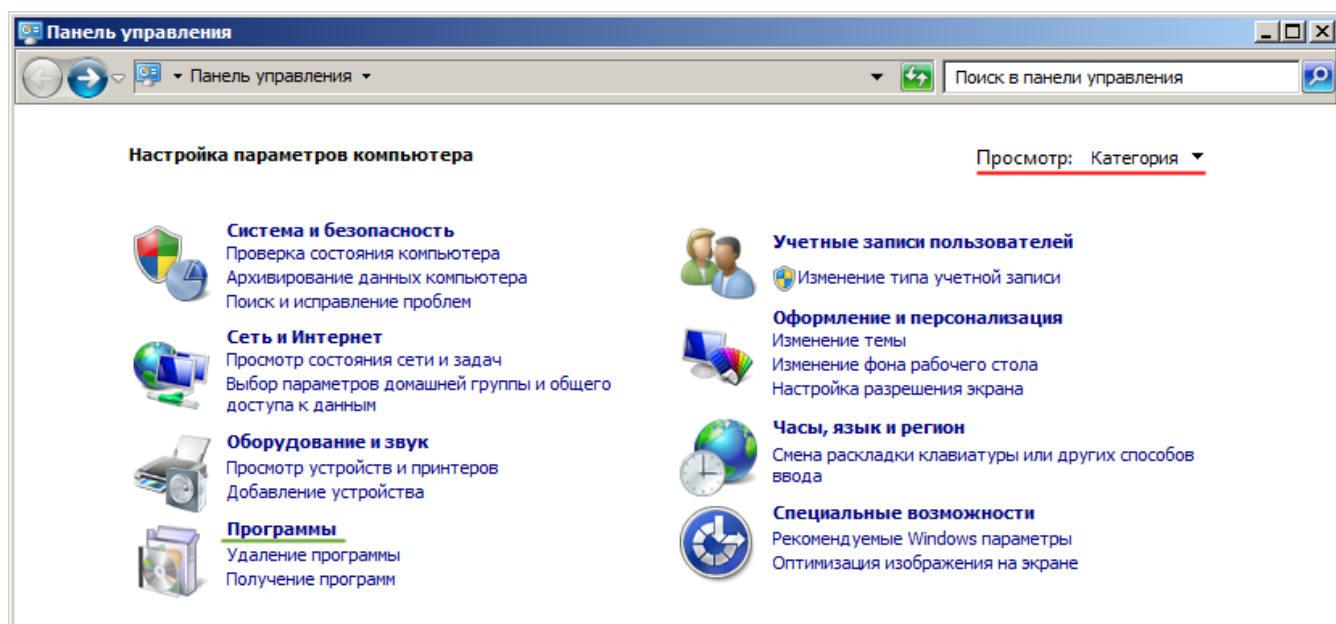 Панель управления
Панель управления
Поиск в панели управления
Настройка параметров компьютера
Просмотр: Категория
Система и безопасность
Проверка состояния компьютера
Архивирование данных компьютера
Поиск и исправление проблем
Сеть и Интернет
Просмотр состояния сети и задач
Выбор параметров домашней группы и общего
доступа к данным
Оборудование и звук
Просмотр устройств и принтеров
Добавление устройства
Программы
Удаление программы
Получение программ
Учетные записи пользователей
Изменение типа учетной записи
Оформление и персонализация
Изменение темы
Изменение фона рабочего стола
Настройка разрешения экрана
Часы, язык и регион
Смена раскладки клавиатуры или других способов
ввода
Специальные возможности
Рекомендуемые Windows параметры
Оптимизация изображения на экране